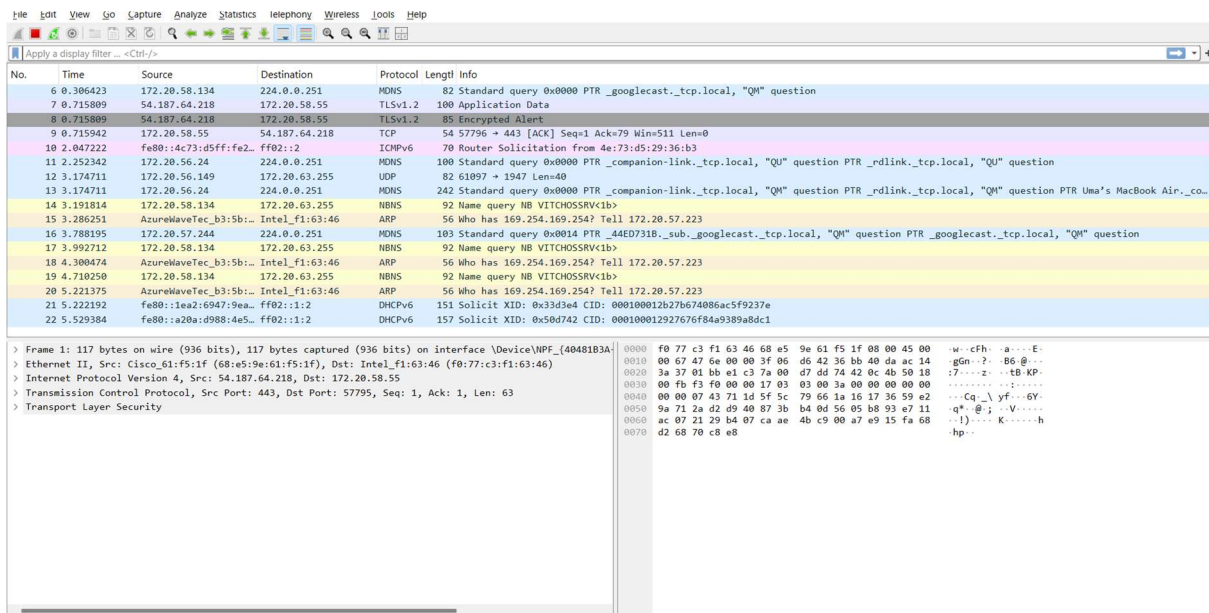 File Edit View Go Capture Analyze Statistics Telephony Wireless Tools Help
Apply a display filter ... <Ctrl-/>
No. Time Source Destination Protocol Length Info
6 0.306423 172.20.58.134 224.0.0.251 MDNS 82 Standard query 0x0000 PTR _googlecast._tcp.local, "QM" question
7 0.715809 54.187.64.218 172.20.58.55 TLSv1.2 100 Application Data
8 0.715809 54.187.64.218 172.20.58.55 TLSv1.2 85 Encrypted Alert
9 0.715942 172.20.58.55 54.187.64.218 TCP 54 57796 → 443 [ACK] Seq=1 Ack=79 Win=511 Len=0
10 2.047222 fe80::4c73:d5ff:fe2… ff02::2 ICMPv6 70 Router Solicitation from 4e:73:d5:29:36:b3
11 2.252342 172.20.56.24 224.0.0.251 MDNS 100 Standard query 0x0000 PTR _companion-link._tcp.local, "QU" question PTR _rdlink._tcp.local, "QU" question
12 3.174711 172.20.56.149 172.20.63.255 UDP 82 61097 → 1947 Len=40
13 3.174711 172.20.56.24 224.0.0.251 MDNS 242 Standard query 0x0000 PTR _companion-link._tcp.local, "QM" question PTR _rdlink._tcp.local, "QM" question PTR Uma's MacBook Air._co…
14 3.191814 172.20.58.134 172.20.63.255 NBNS 92 Name query NB VITCHOSSRV<1b>
15 3.286251 AzureWaveTec_b3:5b:… Intel_f1:63:46 ARP 56 Who has 169.254.169.254? Tell 172.20.57.223
16 3.788195 172.20.57.244 224.0.0.251 MDNS 103 Standard query 0x0014 PTR _44ED731B._sub._googlecast._tcp.local, "QM" question PTR _googlecast._tcp.local, "QM" question
17 3.992712 172.20.58.134 172.20.63.255 NBNS 92 Name query NB VITCHOSSRV<1b>
18 4.300474 AzureWaveTec_b3:5b:… Intel_f1:63:46 ARP 56 Who has 169.254.169.254? Tell 172.20.57.223
19 4.710250 172.20.58.134 172.20.63.255 NBNS 92 Name query NB VITCHOSSRV<1b>
20 5.221375 AzureWaveTec_b3:5b:… Intel_f1:63:46 ARP 56 Who has 169.254.169.254? Tell 172.20.57.223
21 5.222192 fe80::1ea2:6947:9ea… ff02::1:2 DHCPv6 151 Solicit XID: 0x33d3e4 CID: 000100012b27b674086ac5f9237e
22 5.529384 fe80::a20a:d988:4e5… ff02::1:2 DHCPv6 157 Solicit XID: 0x50d742 CID: 000100012927676f84a9389a8dc1
> Frame 1: 117 bytes on wire (936 bits), 117 bytes captured (936 bits) on interface \Device\NPF_{40481B3A-
> Ethernet II, Src: Cisco_61:f5:1f (68:e5:9e:61:f5:1f), Dst: Intel_f1:63:46 (f0:77:c3:f1:63:46)
> Internet Protocol Version 4, Src: 54.187.64.218, Dst: 172.20.58.55
> Transmission Control Protocol, Src Port: 443, Dst Port: 57795, Seq: 1, Ack: 1, Len: 63
> Transport Layer Security
0000 f0 77 c3 f1 63 46 68 e5 9e 61 f5 1f 08 00 45 00 ·w··cFh· ·a····E·
0010 00 67 47 6e 00 00 3f 06 d6 42 36 bb 40 da ac 14 ·gGn··?· ·B6·@···
0020 3a 37 01 bb e1 c3 7a 00 d7 dd 74 42 0c 4b 50 18 :7····z· ··tB·KP·
0030 00 fb f3 f0 00 00 17 03 03 00 3a 00 00 00 00 00 ········ ··:·····
0040 00 00 07 43 71 1d 5f 5c 79 66 1a 16 17 36 59 e2 ···Cq·_\ yf···6Y·
0050 9a 71 2a d2 d9 40 87 3b b4 0d 56 05 b8 93 e7 11 ·q*··@·; ··V·····
0060 ac 07 21 29 b4 07 ca ae 4b c9 00 a7 e9 15 fa 68 ··!)···· K······h
0070 d2 68 70 c8 e8 ·hp··